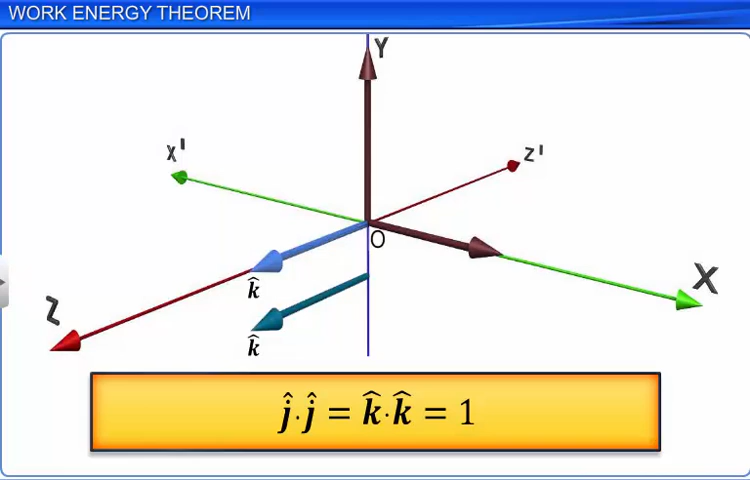 WORK ENERGY THEOREM
Y
X'
Z'
O
X
k̂
Z
k̂
ĵ·ĵ = k̂·k̂ = 1